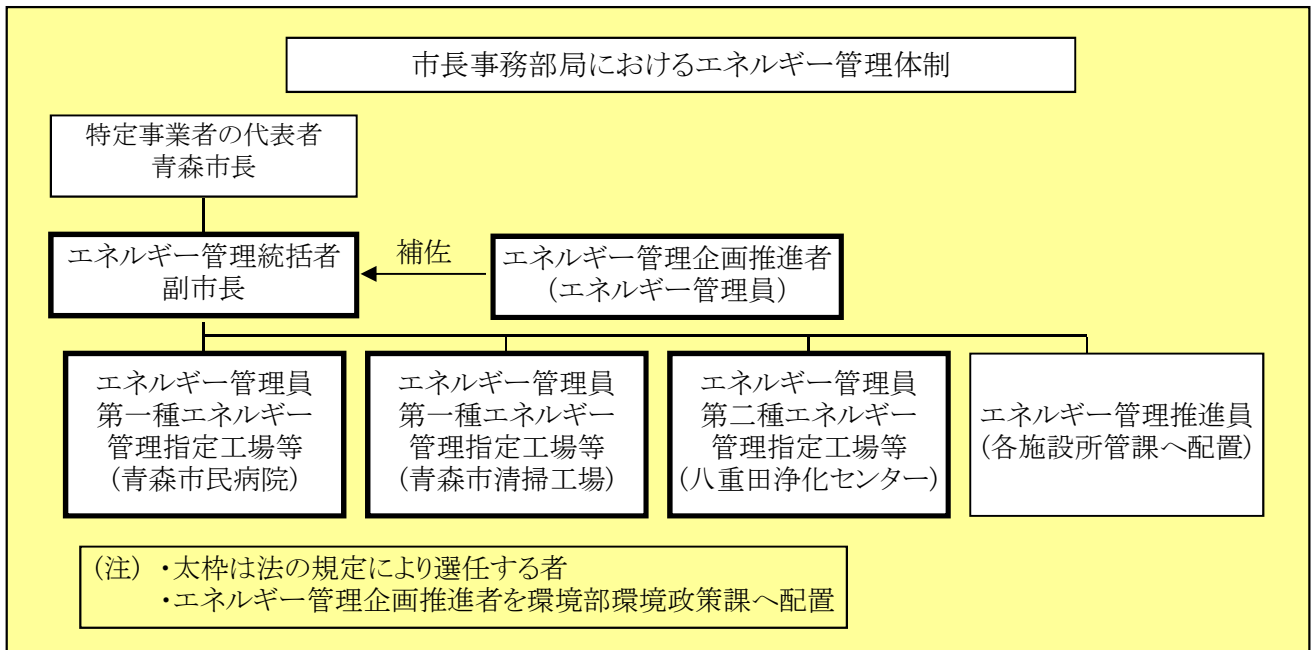 市長事務部局におけるエネルギー管理体制
特定事業者の代表者
青森市長
エネルギー管理統括者
副市長
補佐
エネルギー管理企画推進者
（エネルギー管理員）
エネルギー管理員
第一種エネルギー
管理指定工場等
（青森市民病院）
エネルギー管理員
第一種エネルギー
管理指定工場等
（青森市清掃工場）
エネルギー管理員
第二種エネルギー
管理指定工場等
（八重田浄化センター）
エネルギー管理推進員
（各施設所管課へ配置）
（注）・太枠は法の規定により選任する者
・エネルギー管理企画推進者を環境部環境政策課へ配置